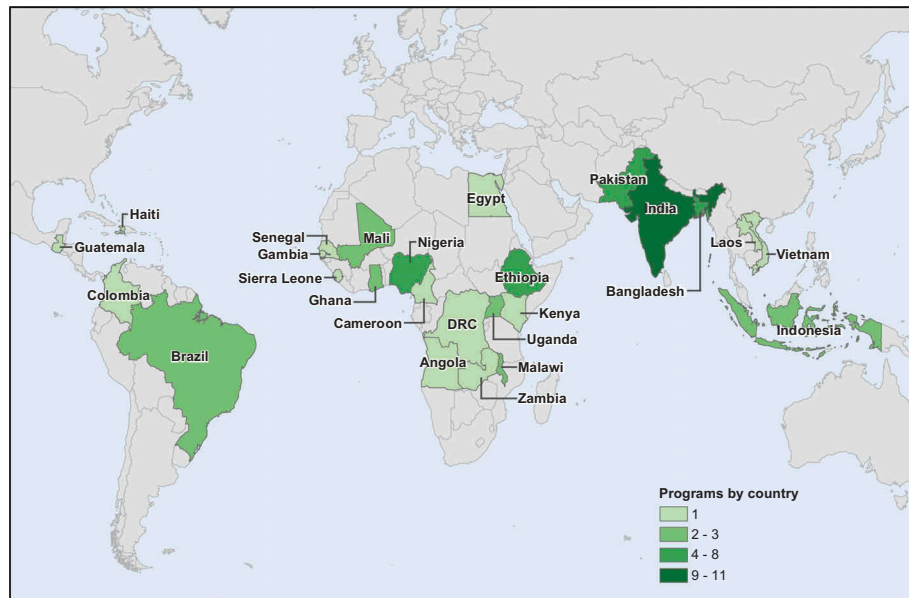 Haiti
Guatemala
Colombia
Brazil
Senegal
Gambia
Sierra Leone
Mali
Ghana
Nigeria
Cameroon
Egypt
Ethiopia
DRC
Angola
Kenya
Uganda
Malawi
Zambia
Pakistan
India
Bangladesh
Laos
Vietnam
Indonesia
Programs by country
1
2 - 3
4 - 8
9 - 11